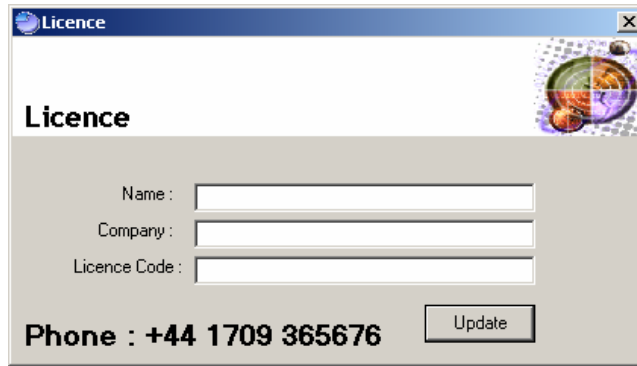 Licence
Licence
Name :
Company :
Licence Code :
Phone : +44 1709 365676
Update